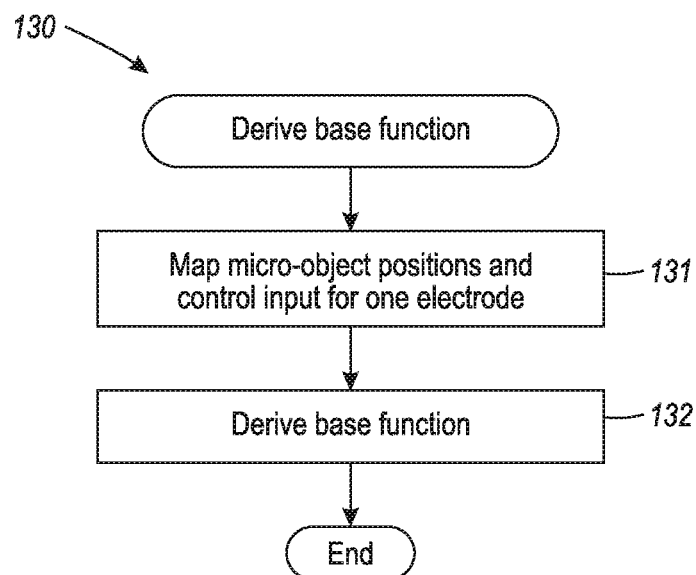 130
Derive base function
Map micro-object positions and
control input for one electrode
131
Derive base function
132
End